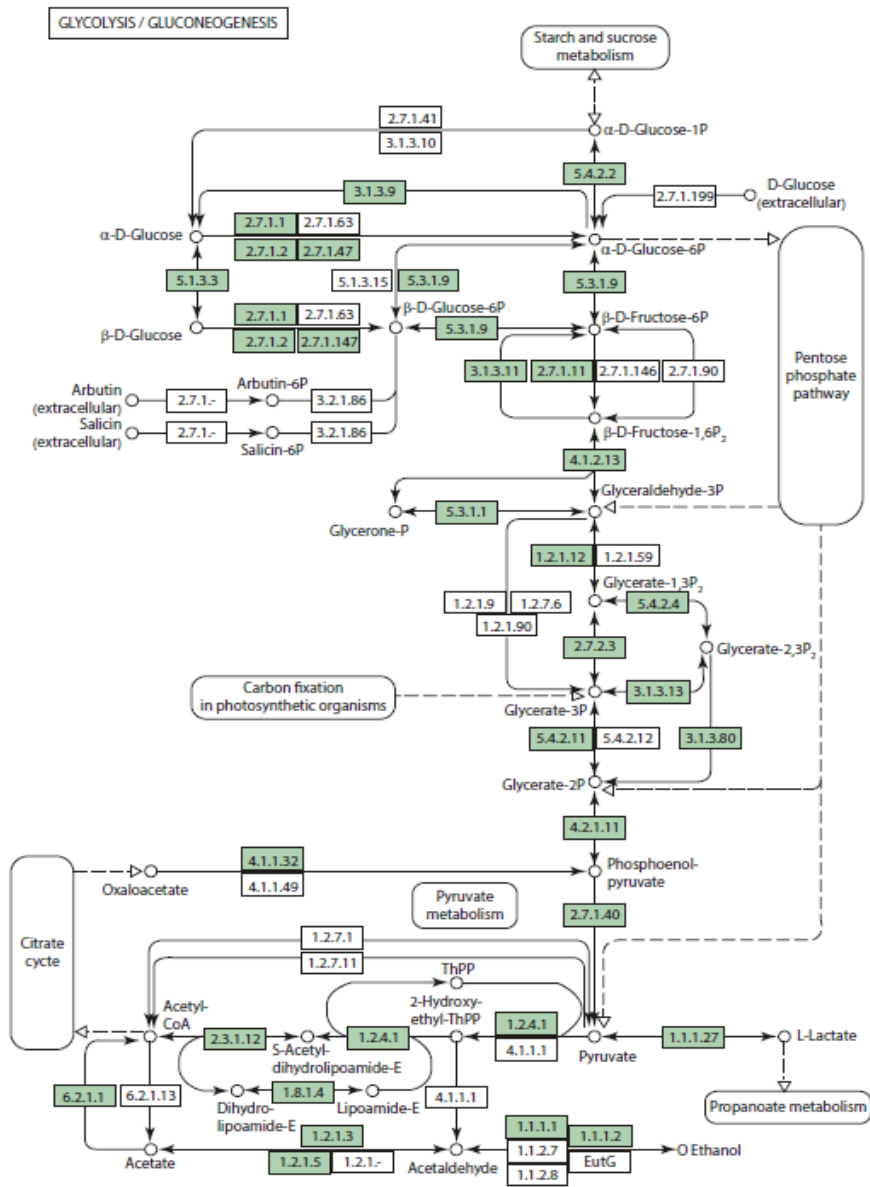 GLYCOLYSIS / GLUCONEOGENESIS
Starch and sucrose
metabolism
2.7.1.41
3.1.3.10
α-D-Glucose-1P
5.4.2.2
3.1.3.9
2.7.1.199
D-Glucose
(extracellular)
α-D-Glucose
2.7.1.1
2.7.1.63
2.7.1.2
2.7.1.47
α-D-Glucose-6P
5.1.3.3
5.1.3.15
5.3.1.9
5.3.1.9
β-D-Glucose
2.7.1.1
2.7.1.63
2.7.1.2
2.7.1.147
β-D-Glucose-6P
5.3.1.9
β-D-Fructose-6P
Pentose
phosphate
pathway
3.1.3.11
2.7.1.11
2.7.1.146
2.7.1.90
Arbutin
(extracellular)
2.7.1.-
Arbutin-6P
3.2.1.86
Salicin
(extracellular)
2.7.1.-
Salicin-6P
3.2.1.86
β-D-Fructose-1,6P2
4.1.2.13
Glyceraldehyde-3P
Glycerone-P
5.3.1.1
1.2.1.12
1.2.1.59
1.2.1.9
1.2.7.6
1.2.1.90
Glycerate-1,3P2
5.4.2.4
2.7.2.3
Glycerate-2,3P2
Carbon fixation
in photosynthetic organisms
Glycerate-3P
3.1.3.13
5.4.2.11
5.4.2.12
3.1.3.80
Glycerate-2P
4.2.1.11
4.1.1.32
4.1.1.49
Oxaloacetate
Phosphoenol-
pyruvate
Pyruvate
metabolism
2.7.1.40
Citrate
cycte
1.2.7.1
1.2.7.11
ThPP
Acetyl-
CoA
2-Hydroxy-
ethyl-ThPP
2.3.1.12
S-Acetyl-
dihydrolipoamide-E
1.2.4.1
1.2.4.1
4.1.1.1
Pyruvate
1.1.1.27
L-Lactate
6.2.1.1
6.2.1.13
Dihydro-
lipoamide-E
1.8.1.4
Lipoamide-E
4.1.1.1
Propanoate metabolism
Acetate
1.2.1.3
1.2.1.5
1.2.1.-
Acetaldehyde
1.1.1.1
1.1.1.2
1.1.2.7
EutG
1.1.2.8
O Ethanol